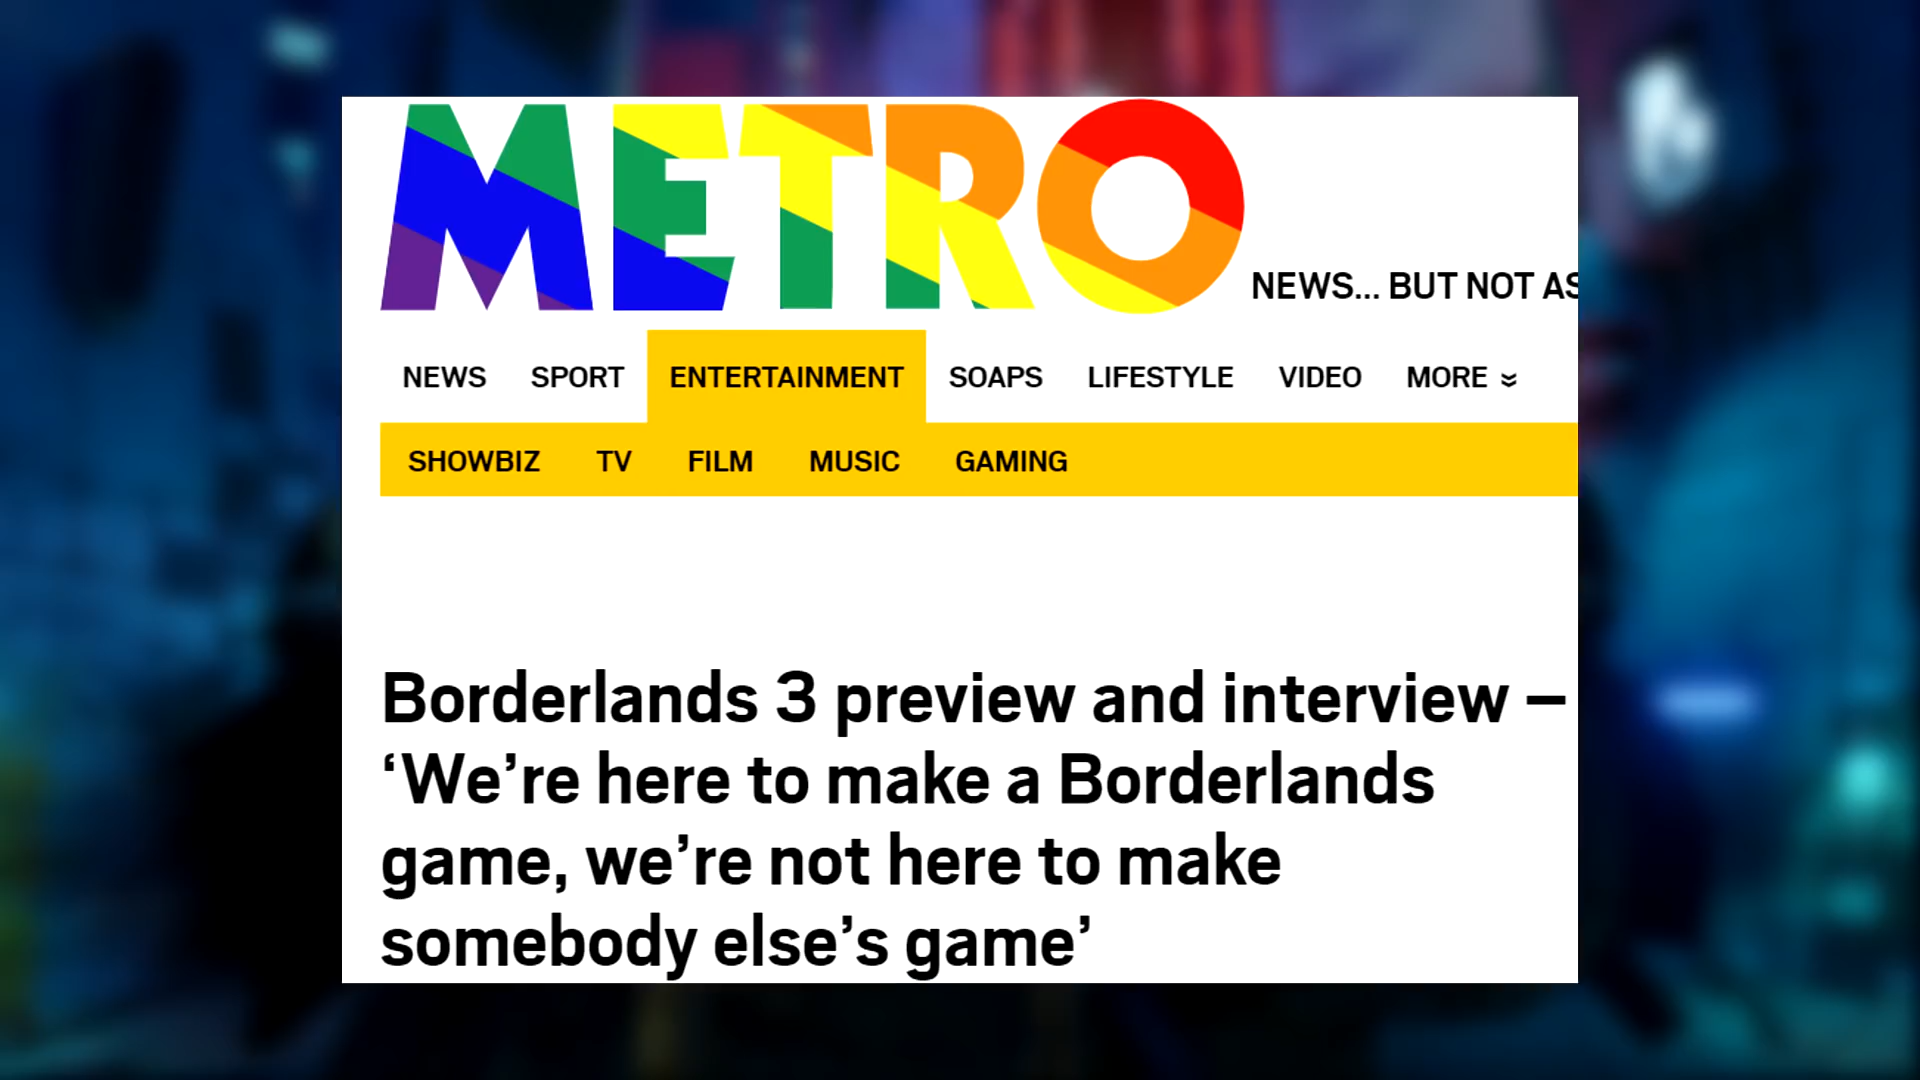 METRO
NEWS... BUT NOT AS
NEWS SPORT ENTERTAINMENT SOAPS LIFESTYLE VIDEO MORE
SHOWBIZ TV FILM MUSIC GAMING
Borderlands 3 preview and interview –
‘We’re here to make a Borderlands
game, we’re not here to make
somebody else’s game’